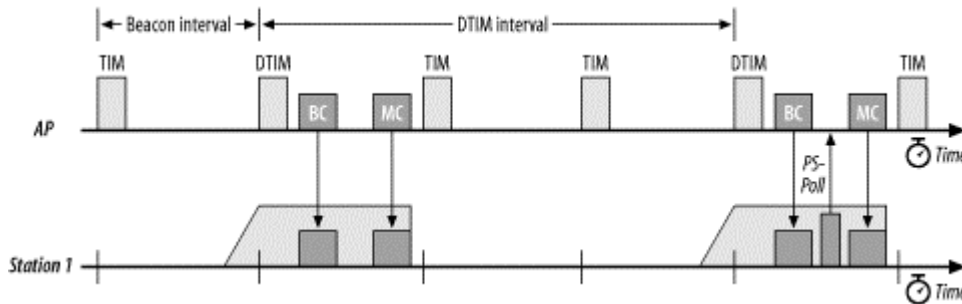 Beacon interval
DTIM interval
TIM
DTIM
TIM
TIM
DTIM
TIM
BC
MC
BC
MC
AP
Time
PS-
Poll
Station 1
Time